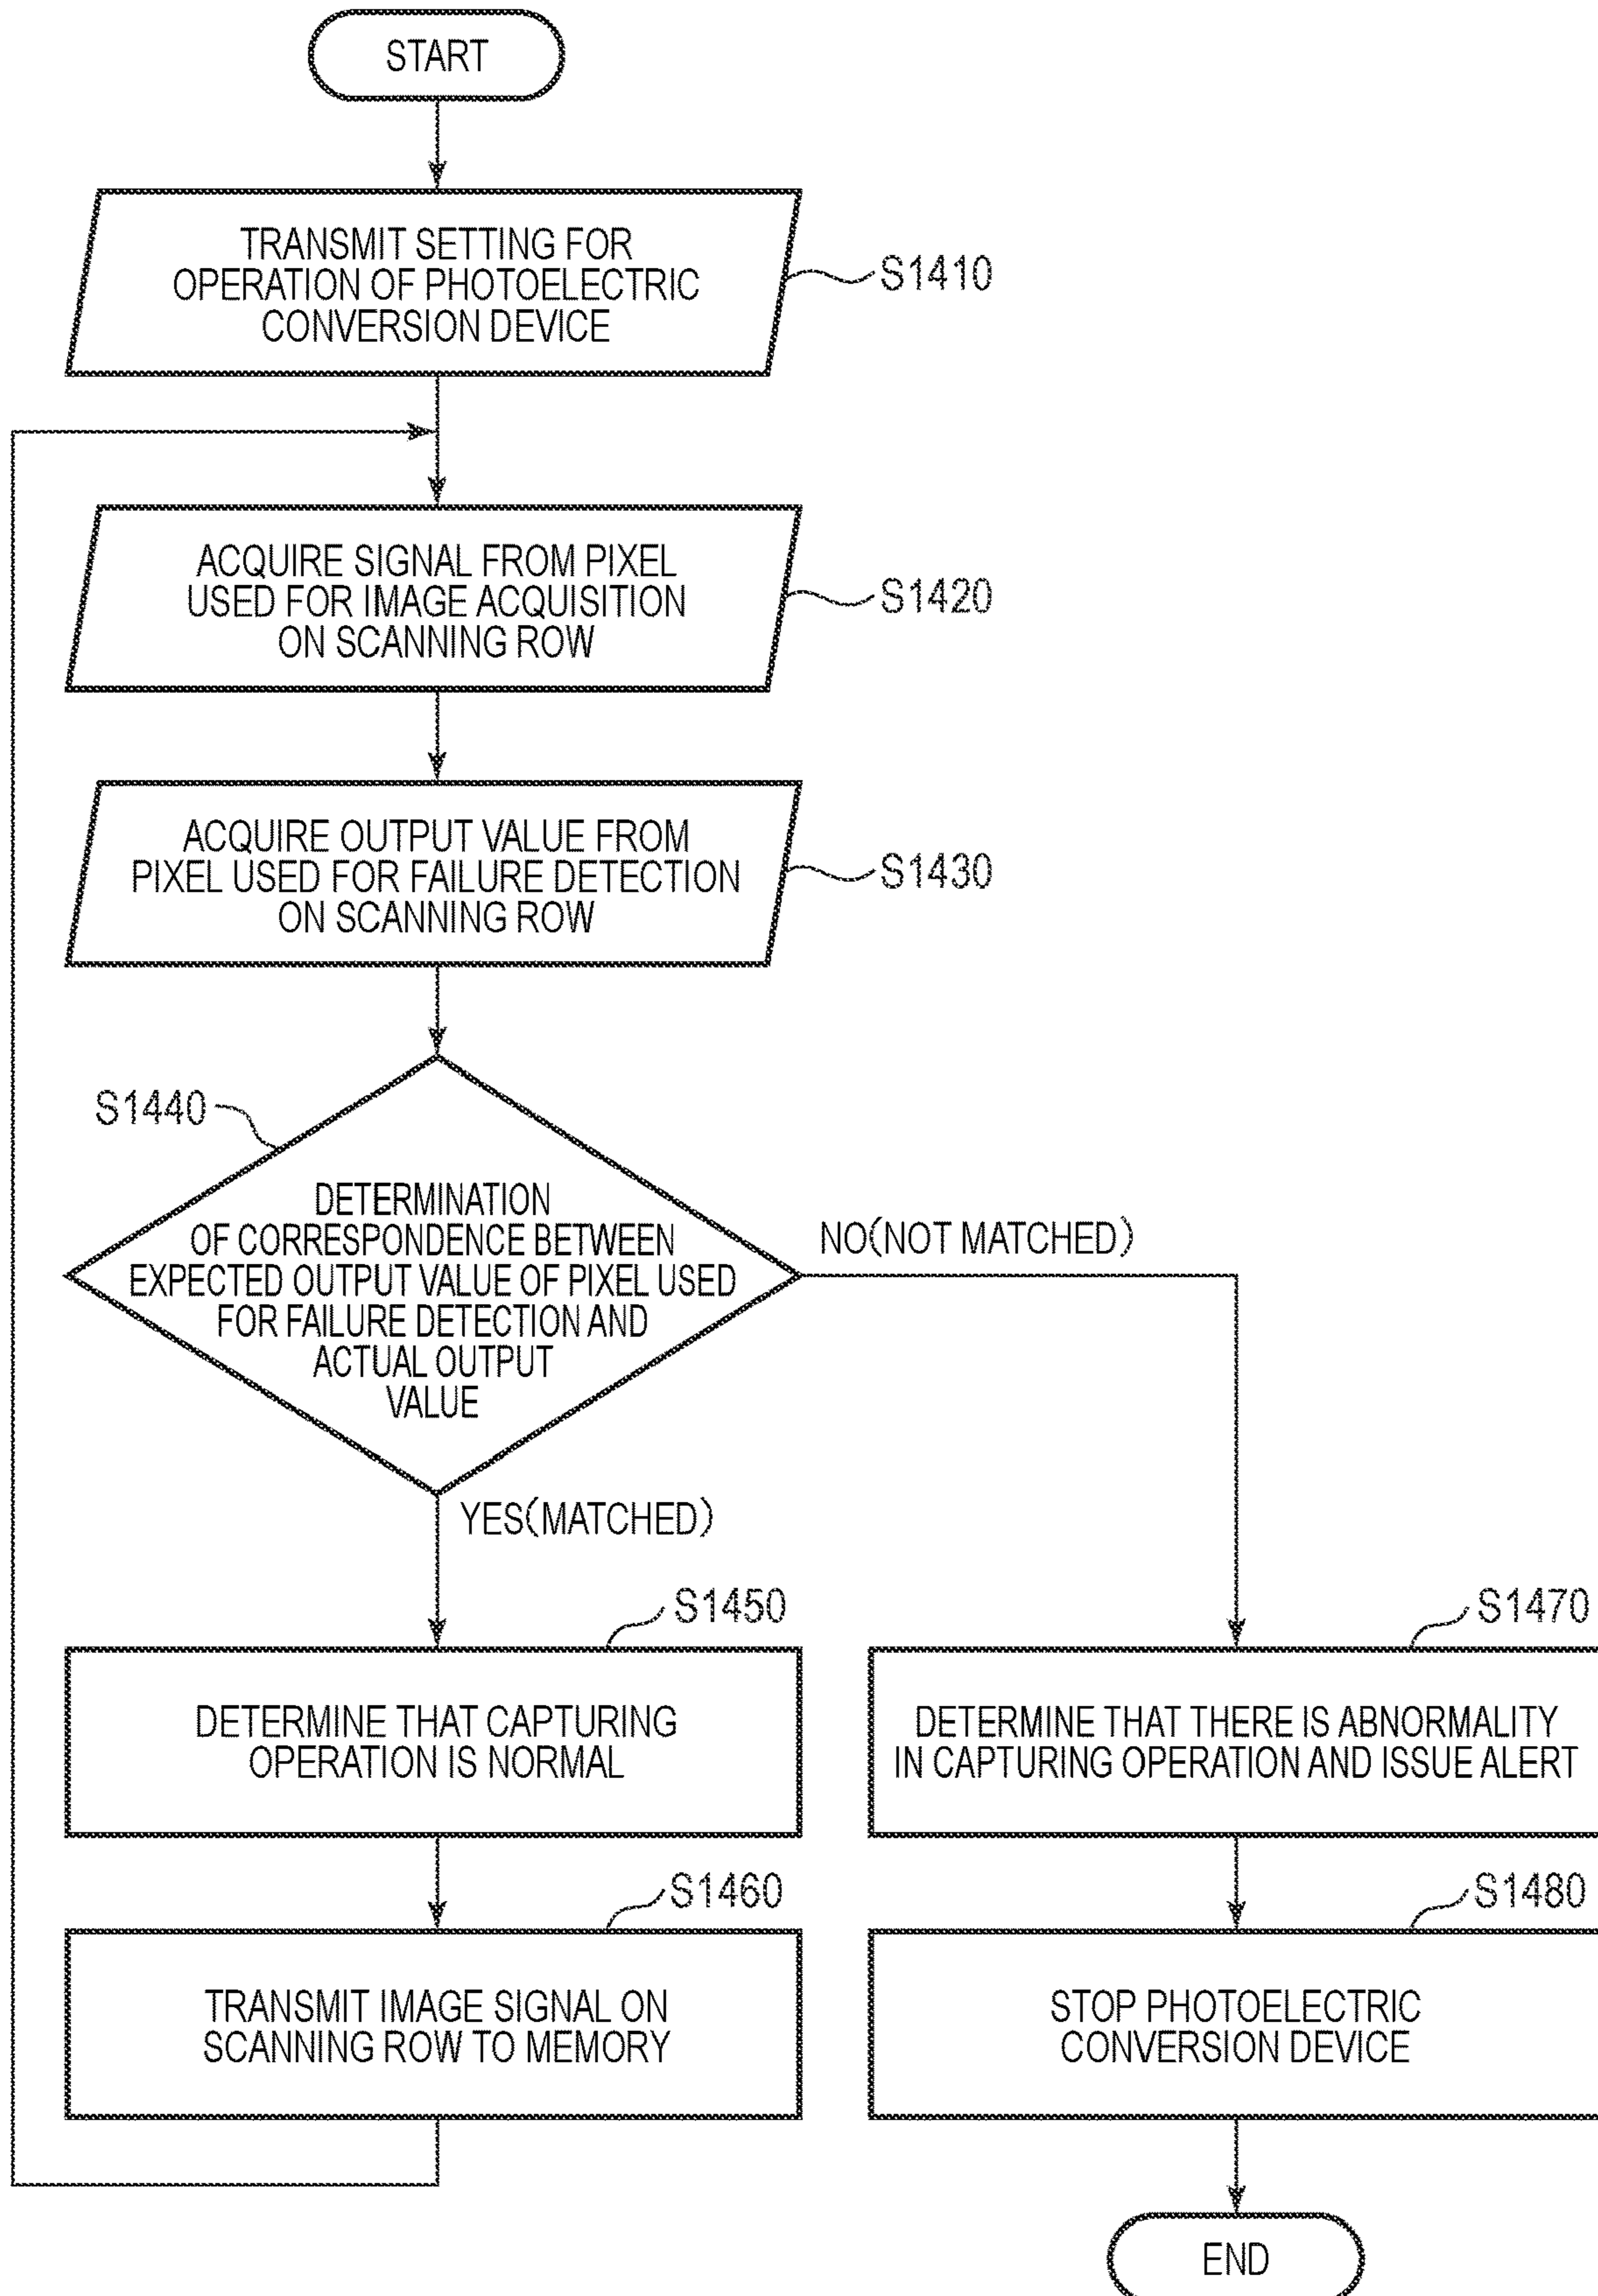 START
TRANSMIT SETTING FOR
OPERATION OF PHOTOELECTRIC
CONVERSION DEVICE
S1410
ACQUIRE SIGNAL FROM PIXEL
USED FOR IMAGE ACQUISITION
ON SCANNING ROW
S1420
ACQUIRE OUTPUT VALUE FROM
PIXEL USED FOR FAILURE DETECTION
ON SCANNING ROW
S1430
S1440
DETERMINATION
OF CORRESPONDENCE BETWEEN
EXPECTED OUTPUT VALUE OF PIXEL USED
FOR FAILURE DETECTION AND
ACTUAL OUTPUT
VALUE
NO(NOT MATCHED)
YES(MATCHED)
S1450
DETERMINE THAT CAPTURING
OPERATION IS NORMAL
S1470
DETERMINE THAT THERE IS ABNORMALITY
IN CAPTURING OPERATION AND ISSUE ALERT
S1460
TRANSMIT IMAGE SIGNAL ON
SCANNING ROW TO MEMORY
S1480
STOP PHOTOELECTRIC
CONVERSION DEVICE
END